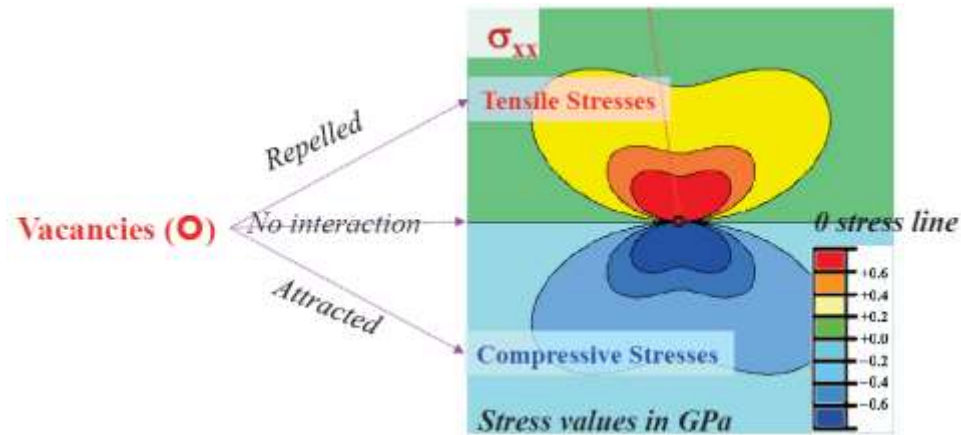 σxx
Tensile Stresses
Repelled
Vacancies (O)
No interaction
0 stress line
Attracted
+0.6
+0.4
+0.2
+0.0
−0.2
−0.4
−0.6
Compressive Stresses
Stress values in GPa